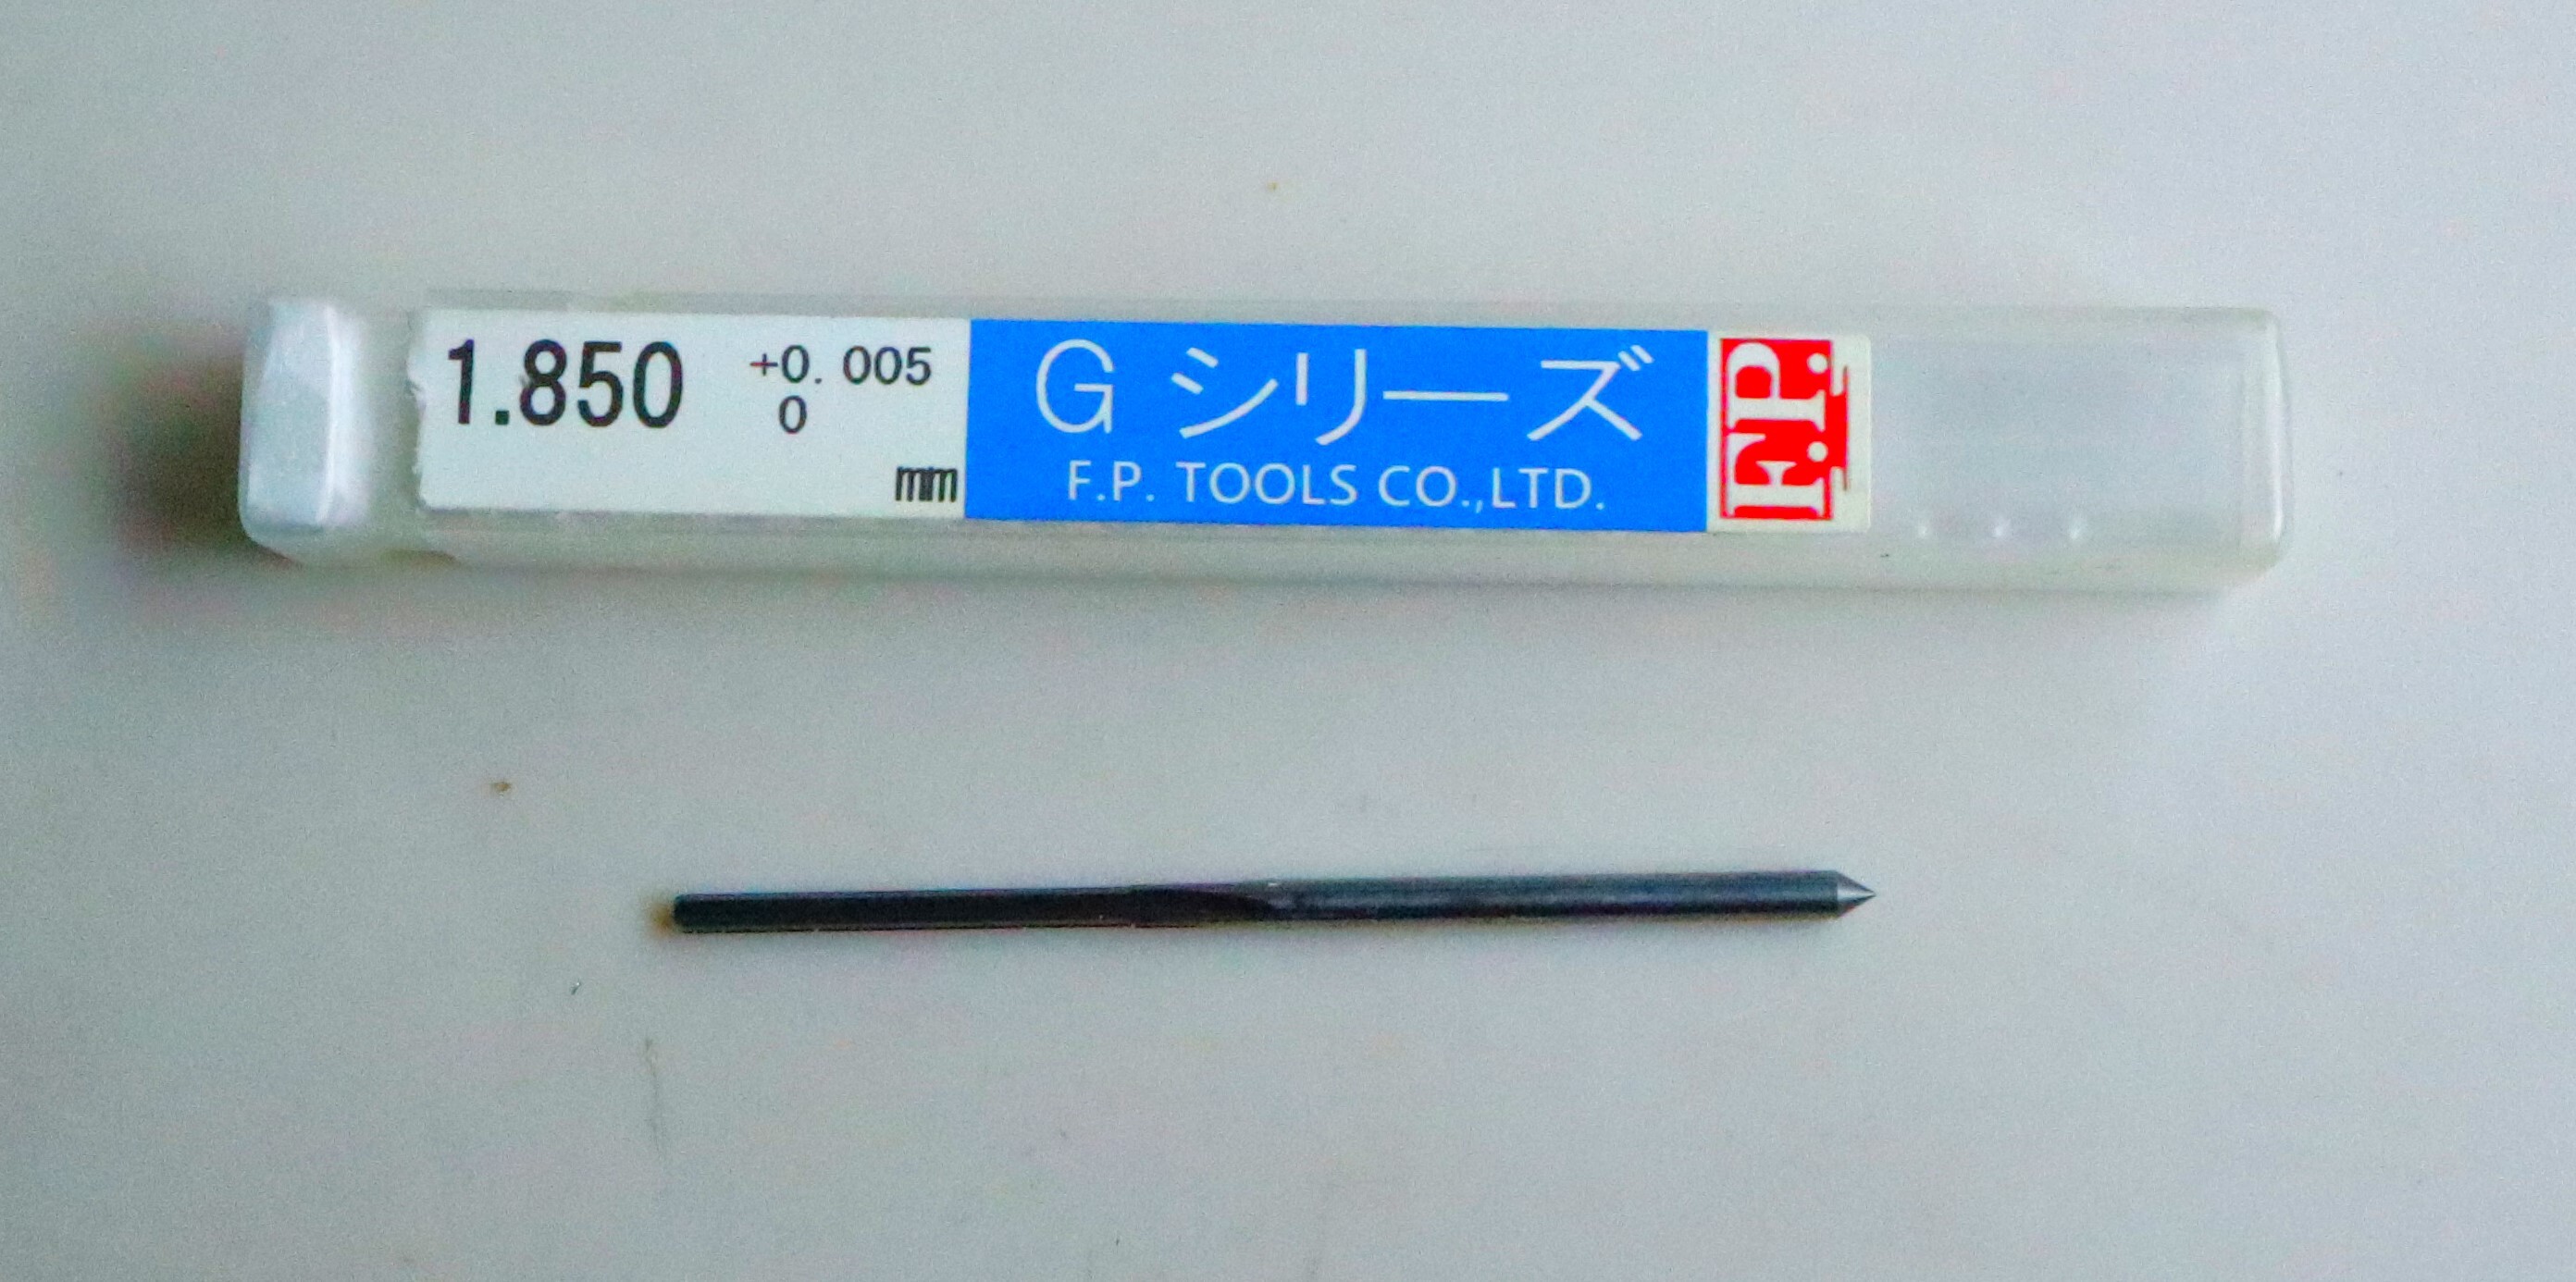 1.850 +0.005
0
mm
G シリーズ
F.P. TOOLS CO.,LTD.
F.P.